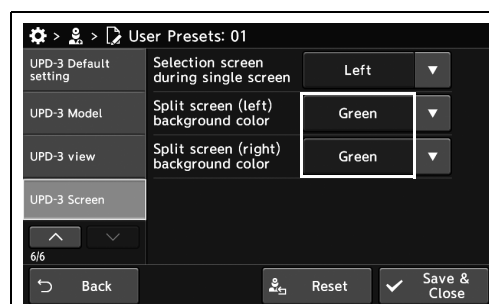 > > User Presets: 01
UPD-3 Default
setting
Selection screen
during single screen
Left
UPD-3 Model
Split screen (left)
background color
Green
UPD-3 view
Split screen (right)
background color
Green
UPD-3 Screen
6/6
Back
Reset
Save &
Close